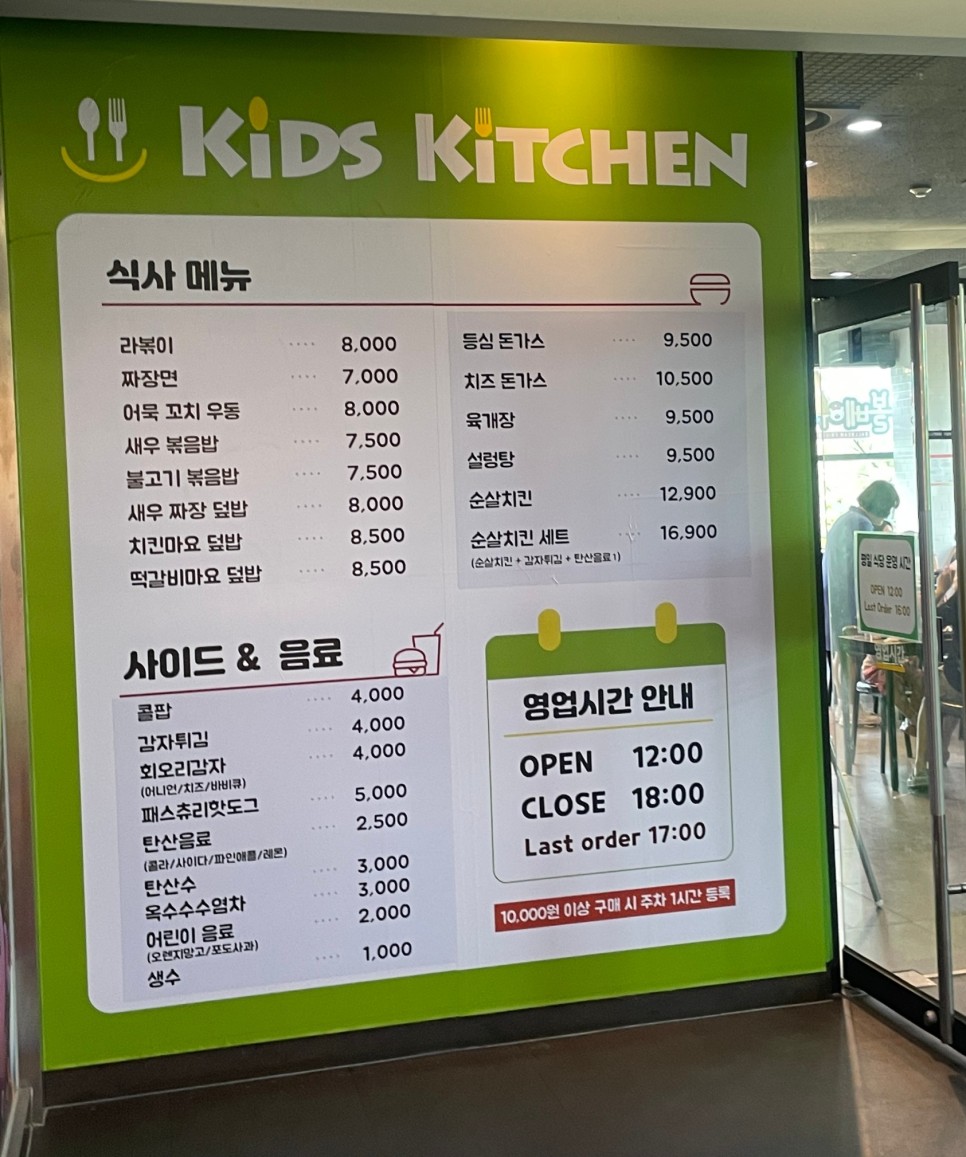 KiDS KiTCHEN
식사 메뉴
라볶이 ···· 8,000
짜장면 ···· 7,000
어묵 꼬치 우동 ···· 8,000
새우 볶음밥 ···· 7,500
불고기 볶음밥 ···· 7,500
새우 짜장 덮밥 ···· 8,000
치킨마요 덮밥 ···· 8,500
떡갈비마요 덮밥 ···· 8,500
등심 돈가스 ···· 9,500
치즈 돈가스 ···· 10,500
육개장 ···· 9,500
설렁탕 ···· 9,500
순살치킨 ···· 12,900
순살치킨 세트 ···· 16,900
(순살치킨 + 감자튀김 + 탄산음료1)
사이드 & 음료
콜팝 ···· 4,000
감자튀김 ···· 4,000
회오리감자 ···· 4,000
(어니언/치즈/바비큐)
패스츄리핫도그 ···· 5,000
탄산음료 ···· 2,500
(콜라/사이다/파인애플/레몬)
탄산수 ···· 3,000
옥수수수염차 ···· 3,000
어린이 음료 ···· 2,000
(오렌지망고/포도사과)
생수 ···· 1,000
영업시간 안내
OPEN 12:00
CLOSE 18:00
Last order 17:00
10,000원 이상 구매 시 주차 1시간 등록
평일 식당 운영 시간
OPEN 12:00
Last Order 16:00
영업시간